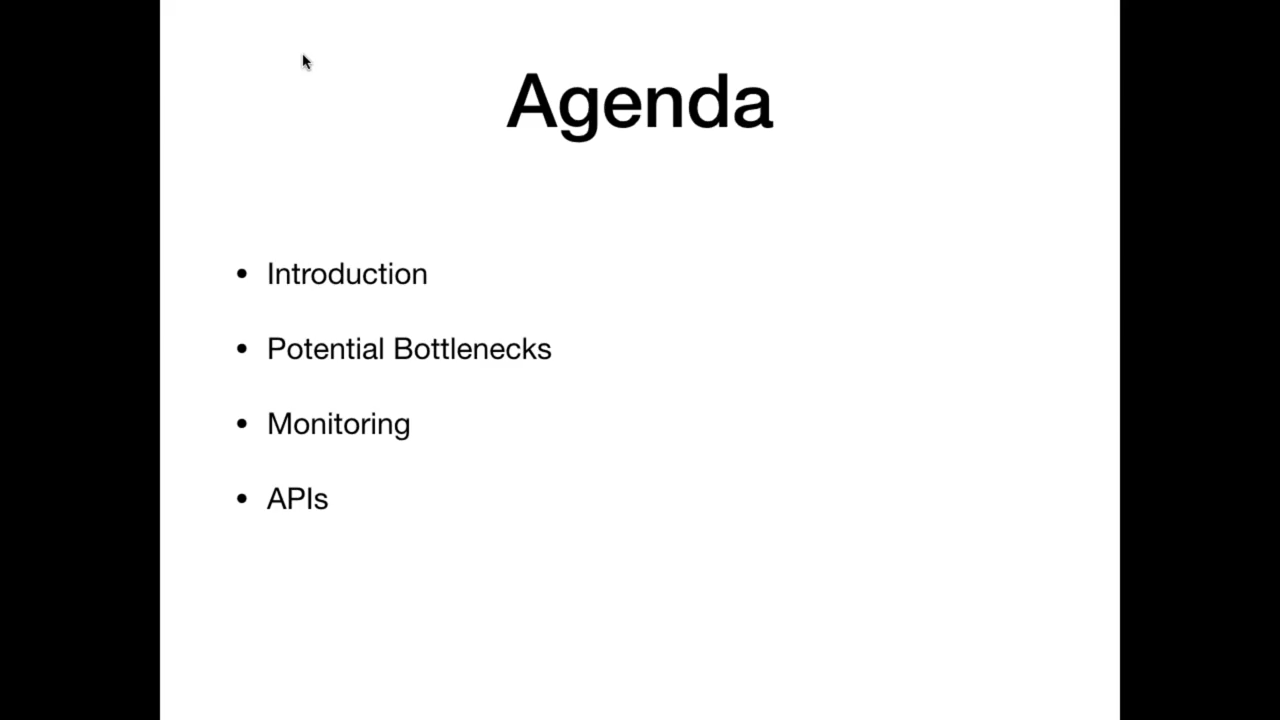 Agenda
• Introduction
• Potential Bottlenecks
• Monitoring
• APIs